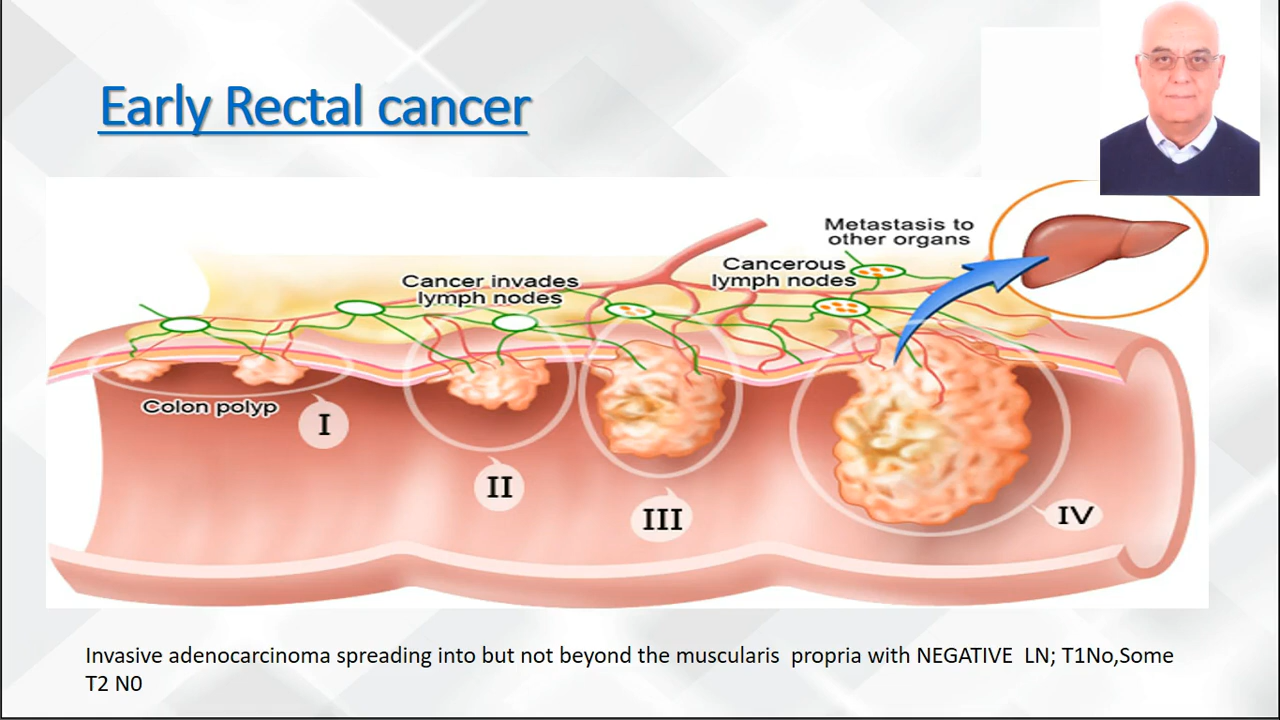 Early Rectal cancer
Metastasis to
other organs
Cancerous
lymph nodes
Cancer invades
lymph nodes
Colon polyp
I
II
III
IV
Invasive adenocarcinoma spreading into but not beyond the muscularis  propria with NEGATIVE  LN; T1No,Some
T2 N0